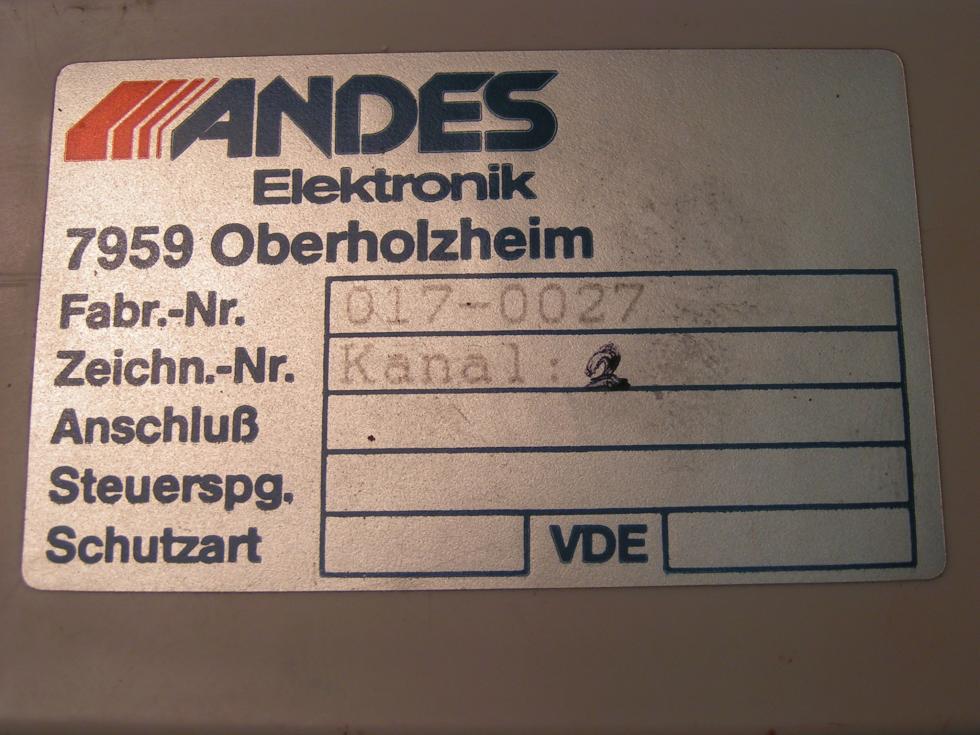 ANDES
Elektronik
7959 Oberholzheim
Fabr.-Nr. 017-0027
Zeichn.-Nr. Kanal:
Anschluß
Steuerspg.
Schutzart VDE